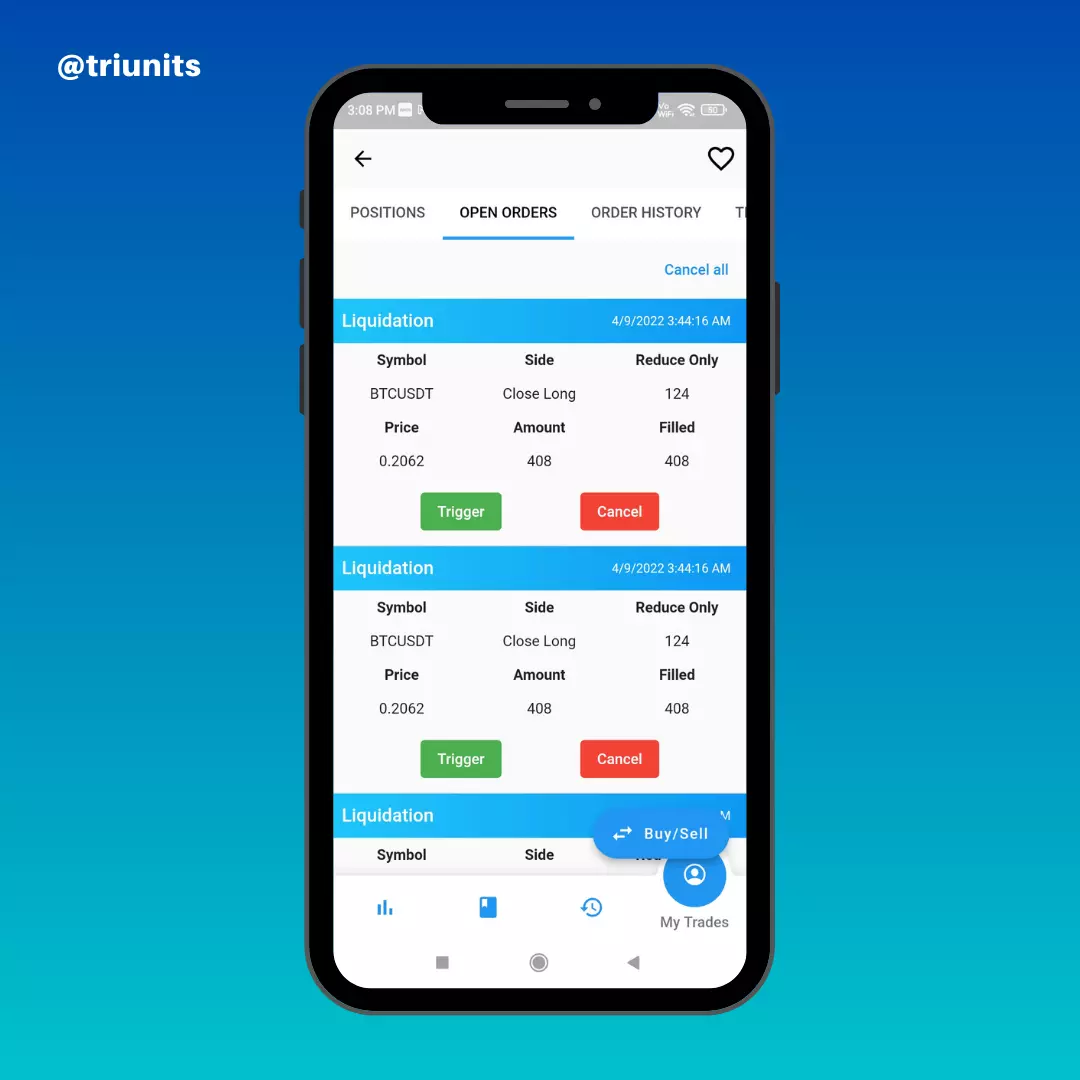 @triunits
3:08 PM
Vo
WiFi
50
POSITIONS OPEN ORDERS ORDER HISTORY
Cancel all
Liquidation 4/9/2022 3:44:16 AM
Symbol Side Reduce Only
BTCUSDT Close Long 124
Price Amount Filled
0.2062 408 408
Trigger Cancel
Liquidation 4/9/2022 3:44:16 AM
Symbol Side Reduce Only
BTCUSDT Close Long 124
Price Amount Filled
0.2062 408 408
Trigger Cancel
Liquidation
Buy/Sell
Symbol Side
My Trades